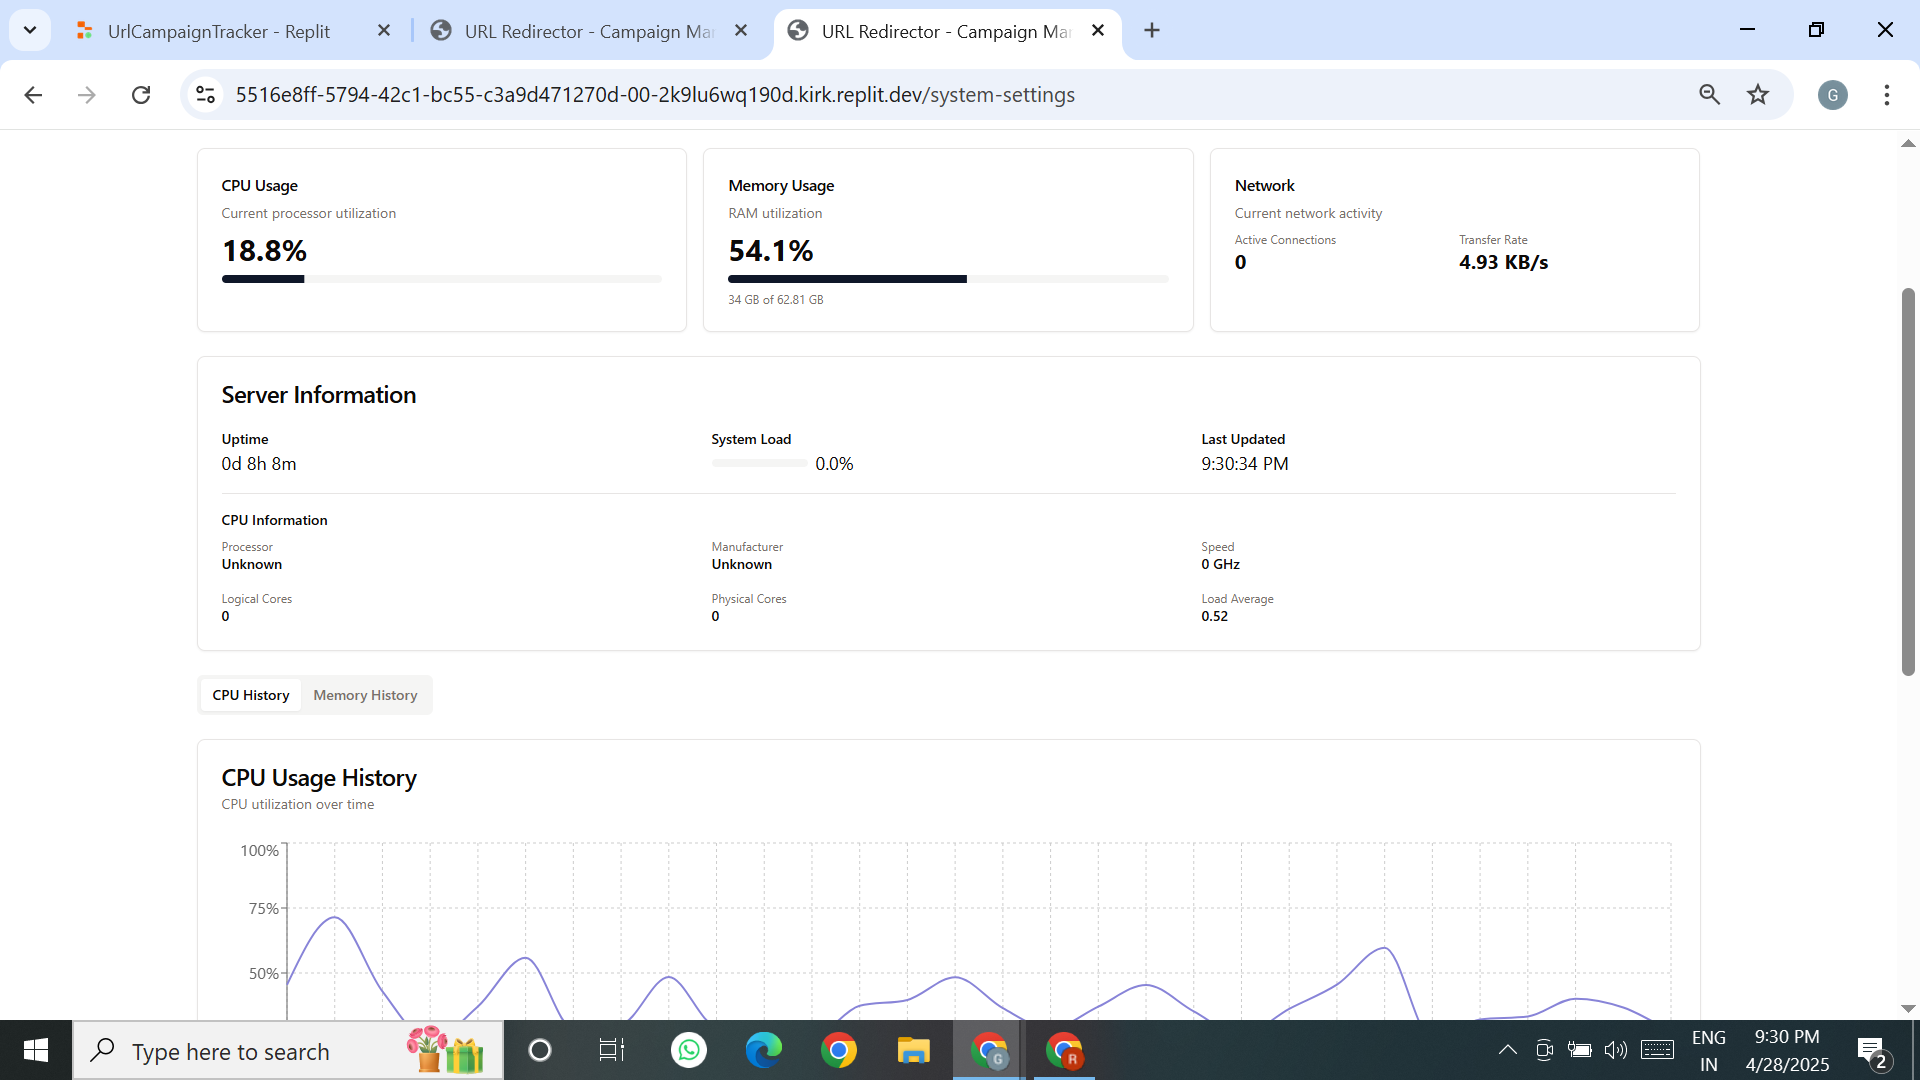 UrlCampaignTracker - Replit
URL Redirector - Campaign Ma
URL Redirector - Campaign Ma
5516e8ff-5794-42c1-bc55-c3a9d471270d-00-2k9lu6wq190d.kirk.replit.dev/system-settings
G
CPU Usage
Current processor utilization
18.8%
Memory Usage
RAM utilization
54.1%
34 GB of 62.81 GB
Network
Current network activity
Active Connections
0
Transfer Rate
4.93 KB/s
Server Information
Uptime
0d 8h 8m
System Load
0.0%
Last Updated
9:30:34 PM
CPU Information
Processor
Unknown
Manufacturer
Unknown
Speed
0 GHz
Logical Cores
0
Physical Cores
0
Load Average
0.52
CPU History
Memory History
CPU Usage History
CPU utilization over time
100%
75%
50%
Type here to search
G
R
ENG
IN
9:30 PM
4/28/2025
2